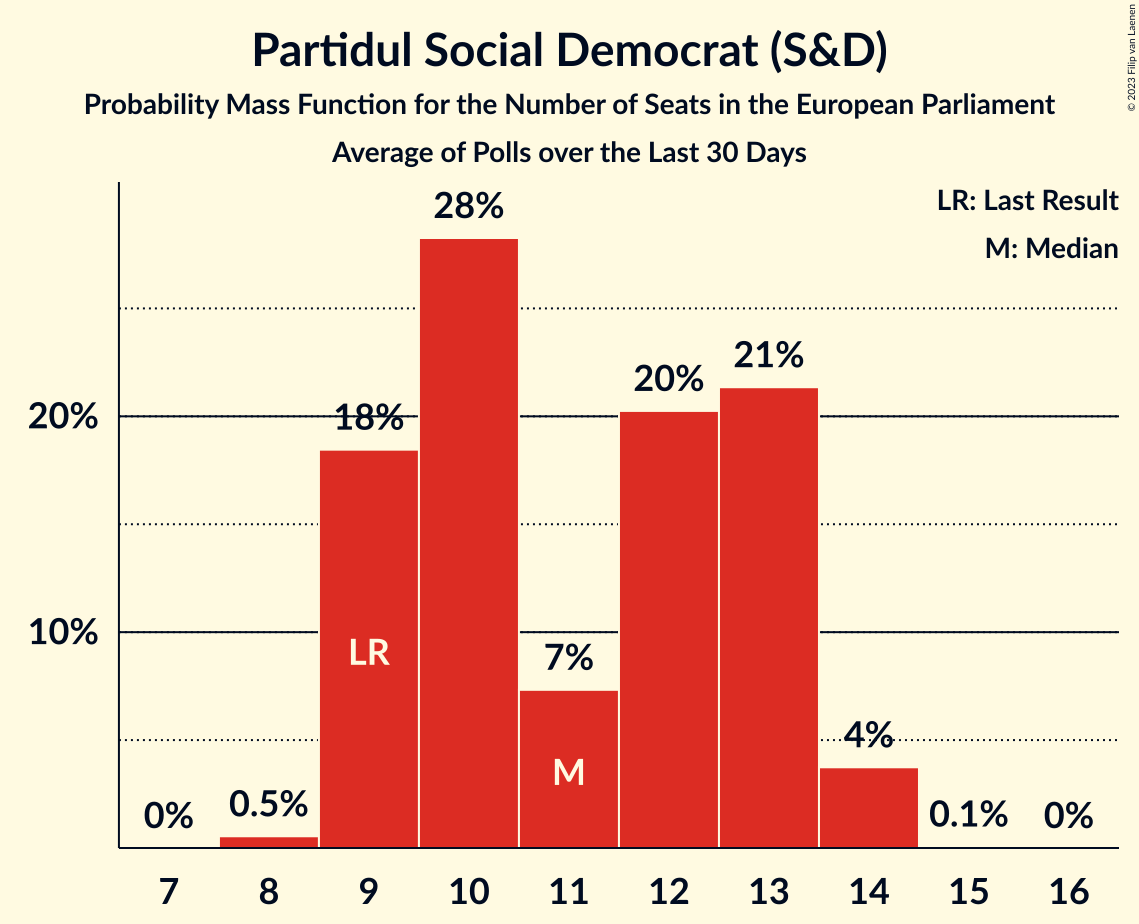 Partidul Social Democrat (S&D)
Probability Mass Function for the Number of Seats in the European Parliament
Average of Polls over the Last 30 Days
© 2023 Filip van Laenen
LR: Last Result
M: Median
20%
10%
0%
0.5%
18%
28%
7%
20%
21%
4%
0.1%
0%
LR
M
7 8 9 10 11 12 13 14 15 16